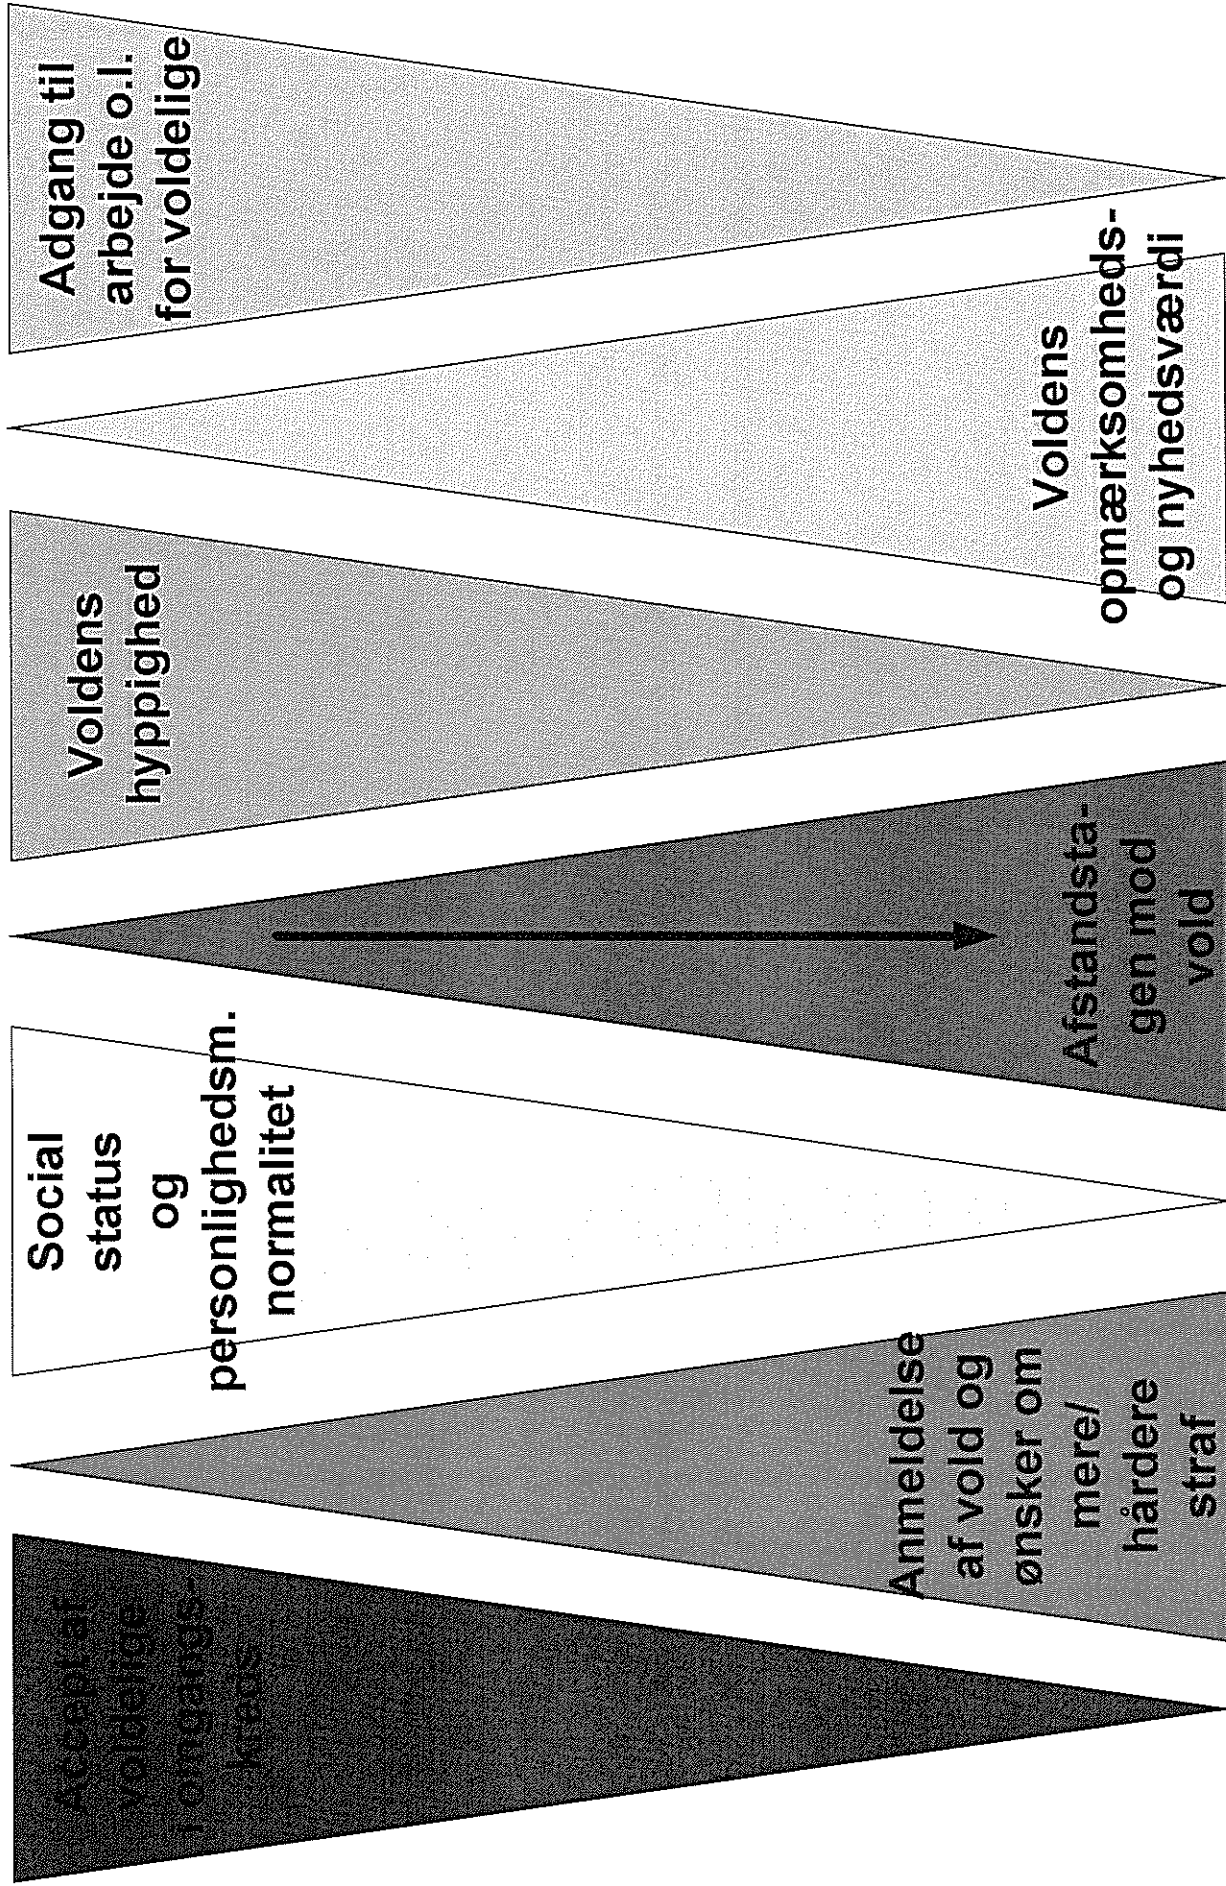 Accept af
voldelige
i omgangs-
kreds
Anmeldelse
af vold og
ønsker om
mere/
hårdere
straf
Social
status
og
personlighedsm.
normalitet
Afstandsta-
gen mod
vold
Voldens
hyppighed
Voldens
opmærksomheds-
og nyhedsværdi
Adgang til
arbejde o.l.
for voldelige